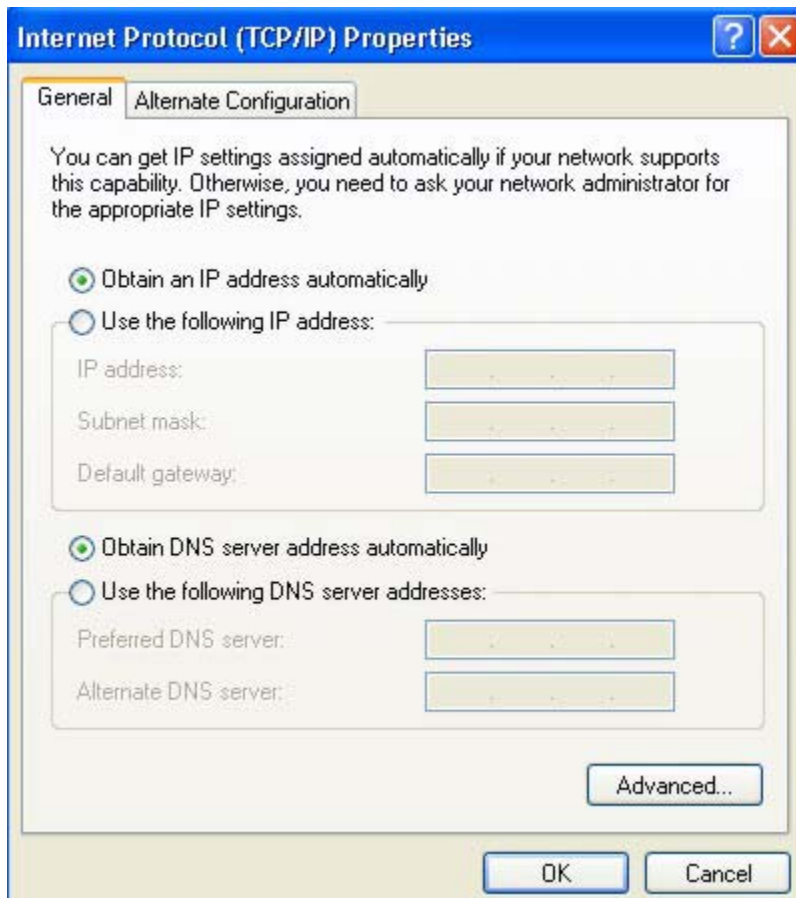 Internet Protocol (TCP/IP) Properties
General
Alternate Configuration
You can get IP settings assigned automatically if your network supports
this capability. Otherwise, you need to ask your network administrator for
the appropriate IP settings.
Obtain an IP address automatically
Use the following IP address:
IP address:
Subnet mask:
Default gateway:
Obtain DNS server address automatically
Use the following DNS server addresses:
Preferred DNS server:
Alternate DNS server:
Advanced...
OK
Cancel